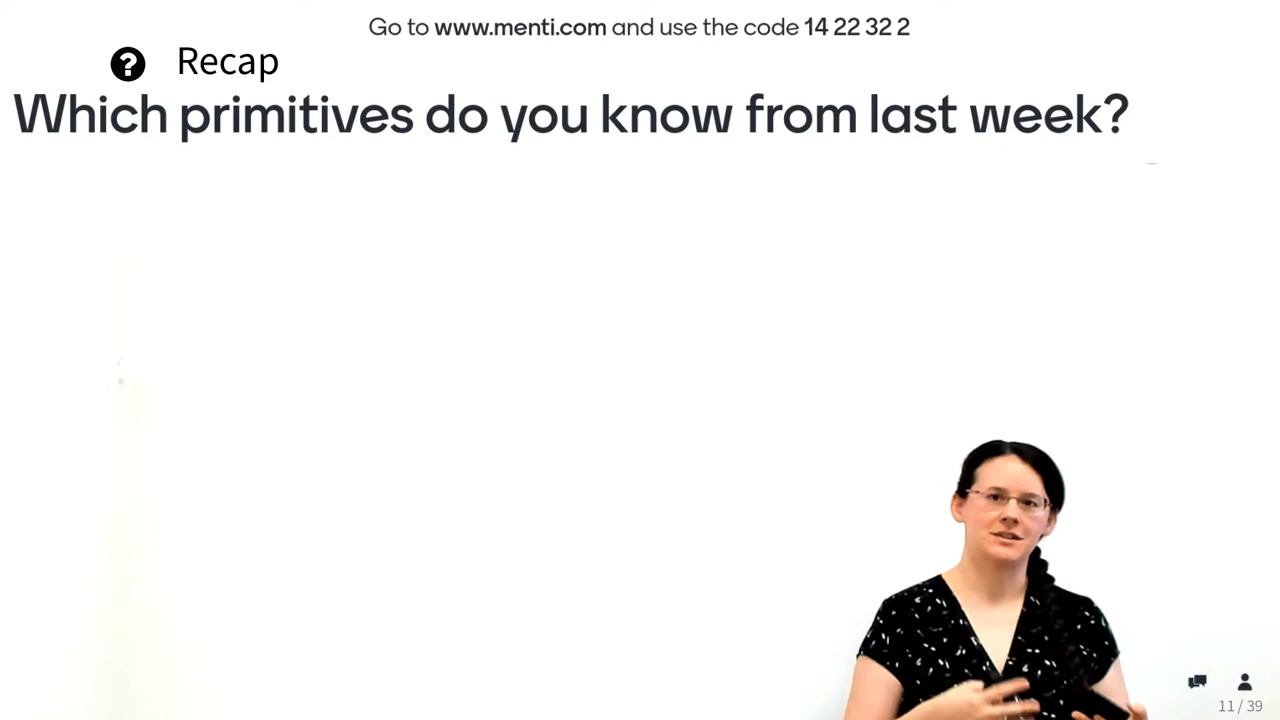 Go to www.menti.com and use the code 14 22 32 2
Recap
Which primitives do you know from last week?
11 / 39